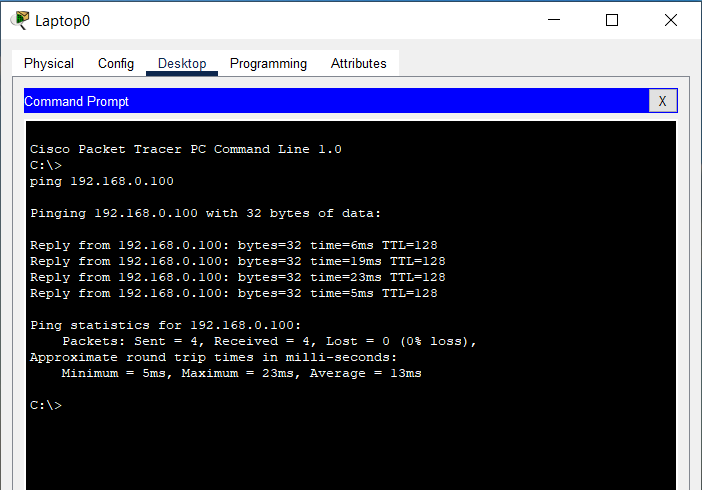 Laptop0
Physical Config Desktop Programming Attributes
Command Prompt X
Cisco Packet Tracer PC Command Line 1.0
C:\>
ping 192.168.0.100
Pinging 192.168.0.100 with 32 bytes of data:
Reply from 192.168.0.100: bytes=32 time=6ms TTL=128
Reply from 192.168.0.100: bytes=32 time=19ms TTL=128
Reply from 192.168.0.100: bytes=32 time=23ms TTL=128
Reply from 192.168.0.100: bytes=32 time=5ms TTL=128
Ping statistics for 192.168.0.100:
Packets: Sent = 4, Received = 4, Lost = 0 (0% loss),
Approximate round trip times in milli-seconds:
Minimum = 5ms, Maximum = 23ms, Average = 13ms
C:\>